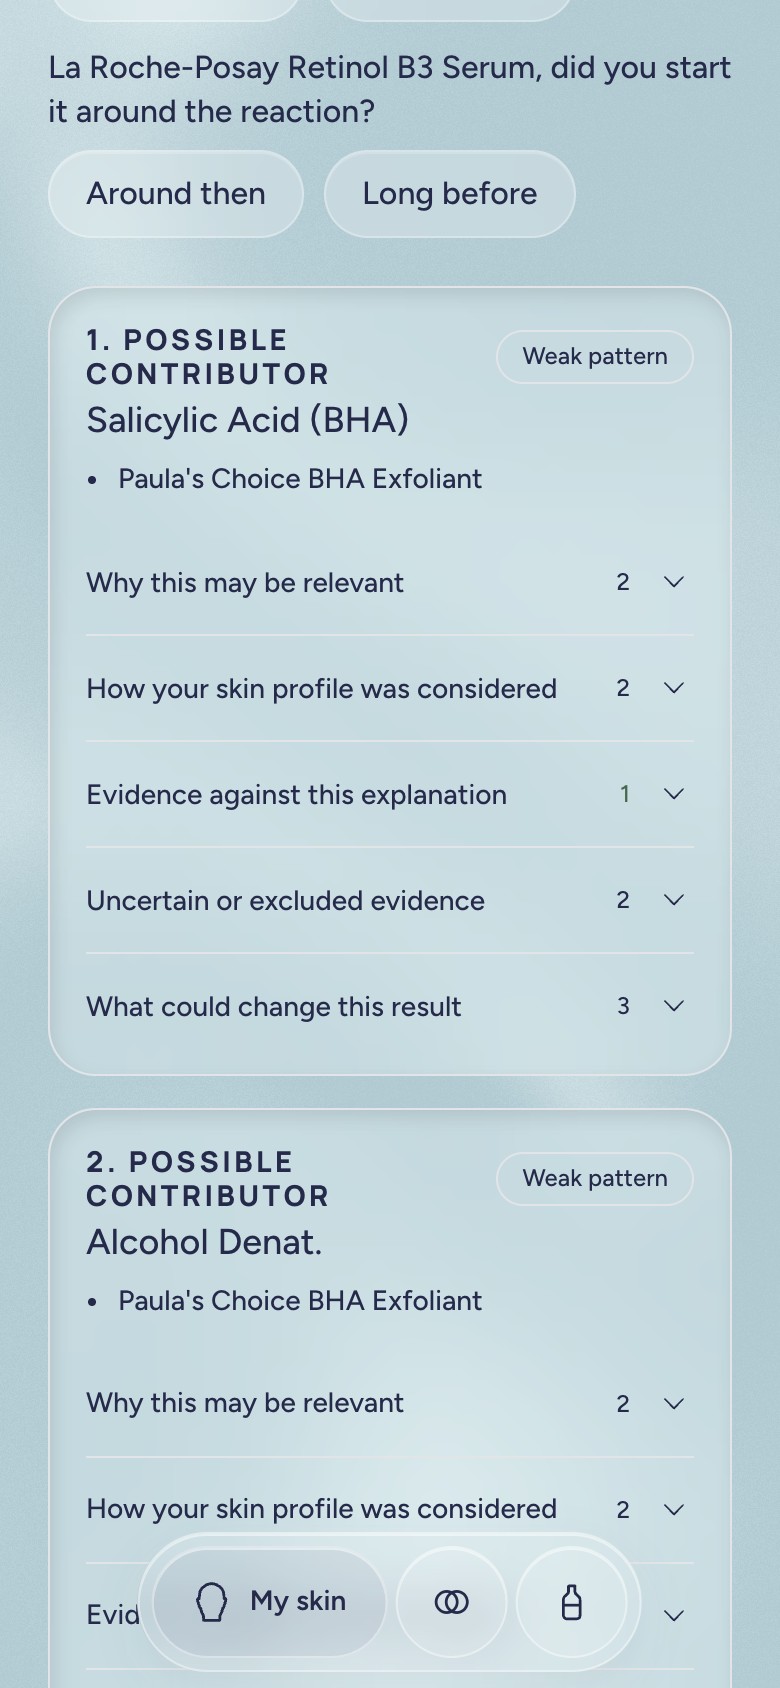 La Roche-Posay Retinol B3 Serum, did you start
it around the reaction?
Around then
Long before
1. POSSIBLE
CONTRIBUTOR
Weak pattern
Salicylic Acid (BHA)
• Paula's Choice BHA Exfoliant
Why this may be relevant 2
How your skin profile was considered 2
Evidence against this explanation 1
Uncertain or excluded evidence 2
What could change this result 3
2. POSSIBLE
CONTRIBUTOR
Weak pattern
Alcohol Denat.
• Paula's Choice BHA Exfoliant
Why this may be relevant 2
How your skin profile was considered 2
Evid
My skin